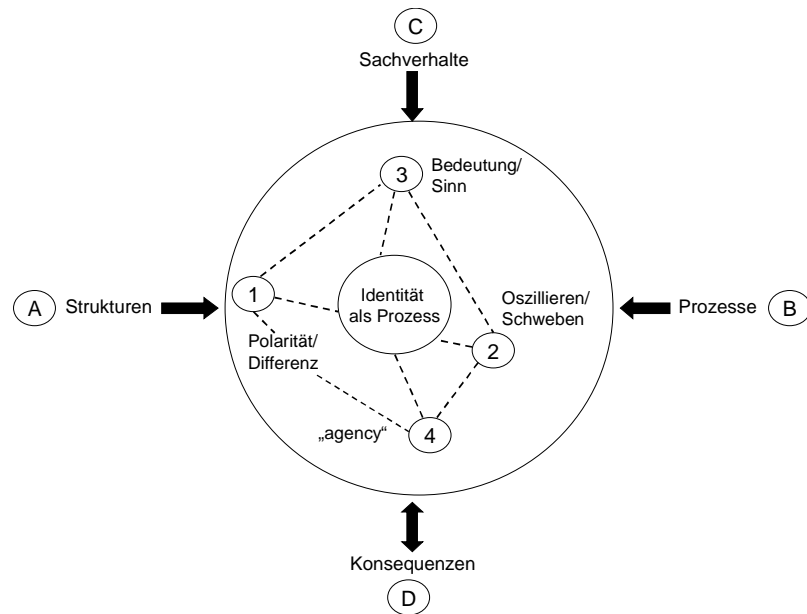 C
Sachverhalte
3
Bedeutung/
Sinn
A
Strukturen
1
Identität
als Prozess
Oszillieren/
Schweben
2
Prozesse
B
Polarität/
Differenz
„agency“
4
Konsequenzen
D